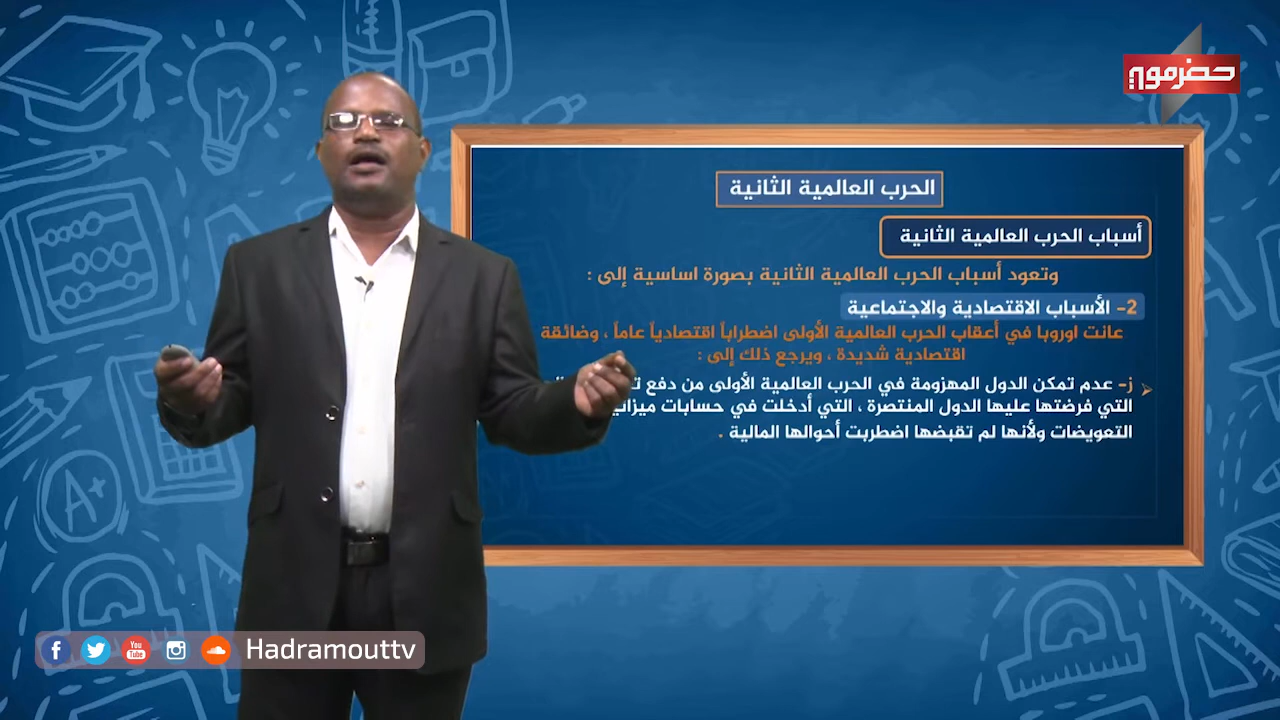 حضرموت
الحرب العالمية الثانية
أسباب الحرب العالمية الثانية
وتعود أسباب الحرب العالمية الثانية بصورة اساسية إلى :
2- الأسباب الاقتصادية والاجتماعية
عانت اوروبا في أعقاب الحرب العالمية الأولى اضطراباً اقتصادياً عاماً ، وضائقة
اقتصادية شديدة ، ويرجع ذلك إلى :
ز- عدم تمكن الدول المهزومة في الحرب العالمية الأولى من دفع
التي فرضتها عليها الدول المنتصرة ، التي أدخلت في حسابات
التعويضات ولأنها لم تقبضها اضطربت أحوالها المالية .
A+
f You Tube Hadramouttv